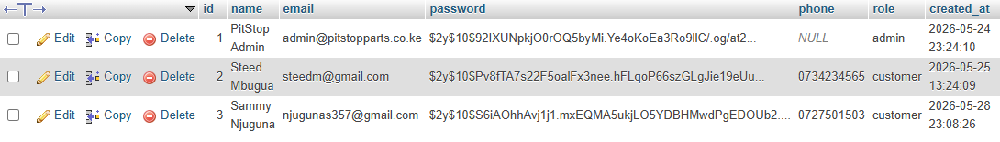 id name email password phone role created_at
Edit Copy Delete 1 PitStop Admin admin@pitstopparts.co.ke $2y$10$92IXUNpkjO0rOQ5byMi.Ye4oKoEa3Ro9llC/.og/at2... NULL admin 2026-05-24 23:24:10
Edit Copy Delete 2 Steed Mbugua steedm@gmail.com $2y$10$Pv8fTA7s22F5oalFx3nee.hFLqoP66szGLgJie19eUu... 0734234565 customer 2026-05-25 13:24:09
Edit Copy Delete 3 Sammy Njuguna njugunas357@gmail.com $2y$10$S6iAOhhAvj1j1.mxEQMA5ukjLO5YDBHMwdPgEDOUb2.... 0727501503 customer 2026-05-28 23:08:26